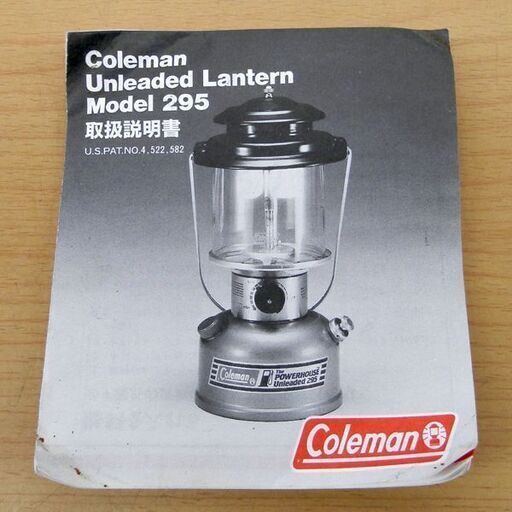 Coleman
Unleaded Lantern
Model 295
取扱説明書
U.S.PAT.NO.4,522,582
Coleman
The
POWERHOUSE
Unleaded 295
Coleman